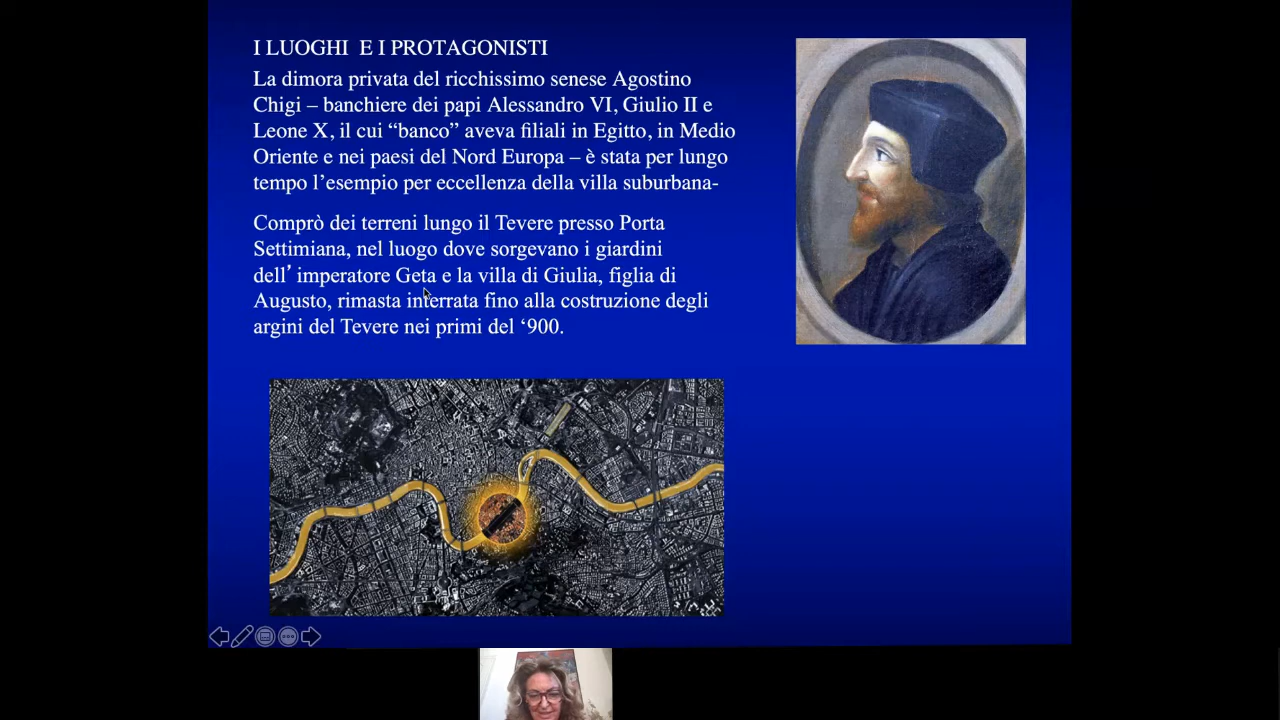 I LUOGHI E I PROTAGONISTI
La dimora privata del ricchissimo senese Agostino
Chigi – banchiere dei papi Alessandro VI, Giulio II e
Leone X, il cui “banco” aveva filiali in Egitto, in Medio
Oriente e nei paesi del Nord Europa – è stata per lungo
tempo l’esempio per eccellenza della villa suburbana-
Comprò dei terreni lungo il Tevere presso Porta
Settimiana, nel luogo dove sorgevano i giardini
dell’ imperatore Geta e la villa di Giulia, figlia di
Augusto, rimasta interrata fino alla costruzione degli
argini del Tevere nei primi del ‘900.